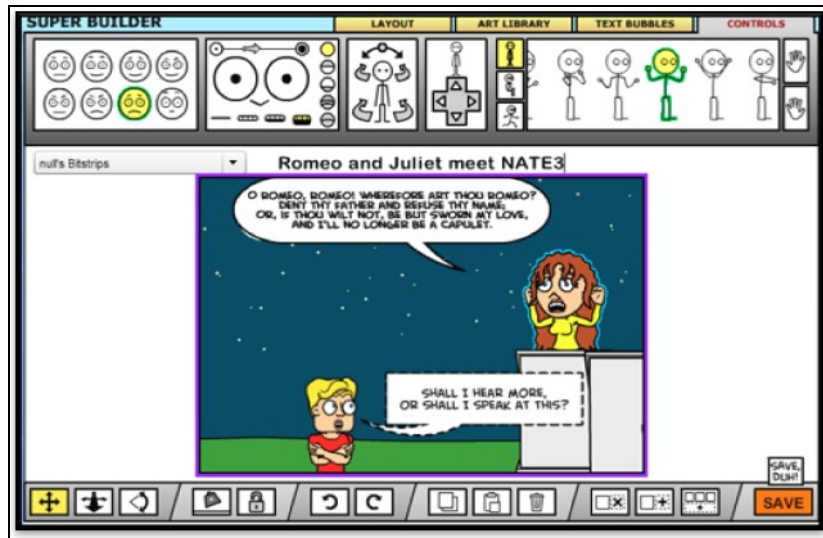 SUPER BUILDER
LAYOUT
ART LIBRARY
TEXT BUBBLES
CONTROLS
null's Bitstrips
Romeo and Juliet meet NATE3
O ROMEO, ROMEO! WHEREFORE ART THOU ROMEO?
DENY THY FATHER AND REFUSE THY NAME;
OR, IF THOU WILT NOT, BE BUT SWORN MY LOVE,
AND I'LL NO LONGER BE A CAPULET.
SHALL I HEAR MORE,
OR SHALL I SPEAK AT THIS?
SAVE,
DUH!
SAVE